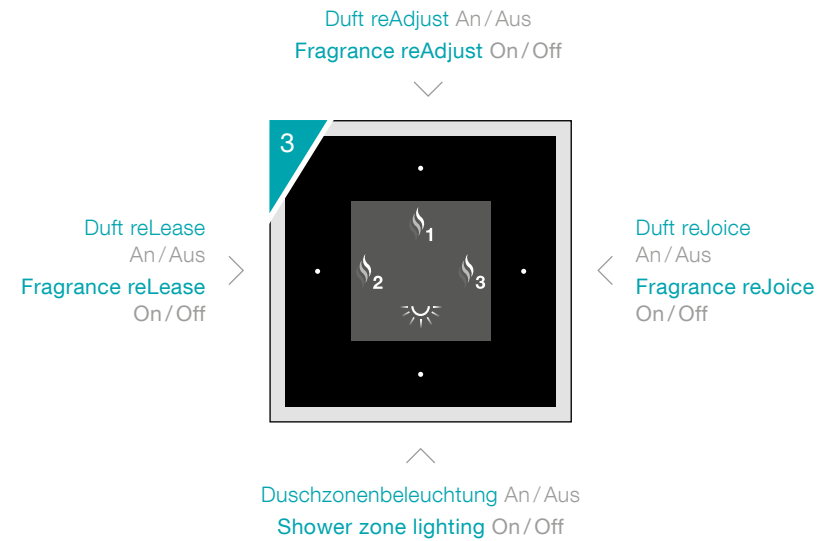 Duft reAdjust An / Aus
Fragrance reAdjust On / Off
3
Duft reLease
An / Aus
Fragrance reLease
On / Off
1
2
3
Duft reJoice
An / Aus
Fragrance reJoice
On / Off
Duschzonenbeleuchtung An / Aus
Shower zone lighting On / Off